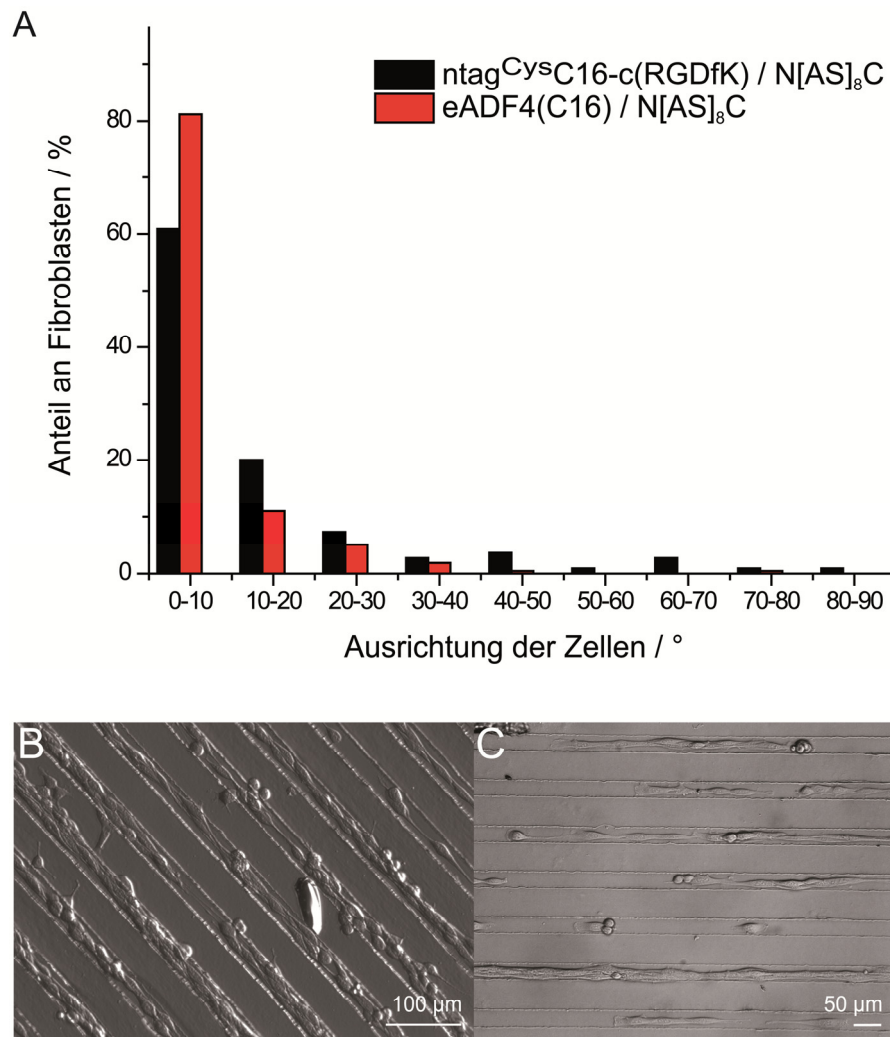 A
ntagCysC16-c(RGDfK) / N[AS]₈C
eADF4(C16) / N[AS]₈C
Anteil an Fibroblasten / %
80
60
40
20
0
0-10 10-20 20-30 30-40 40-50 50-60 60-70 70-80 80-90
Ausrichtung der Zellen / °
B
100 µm
C
50 µm